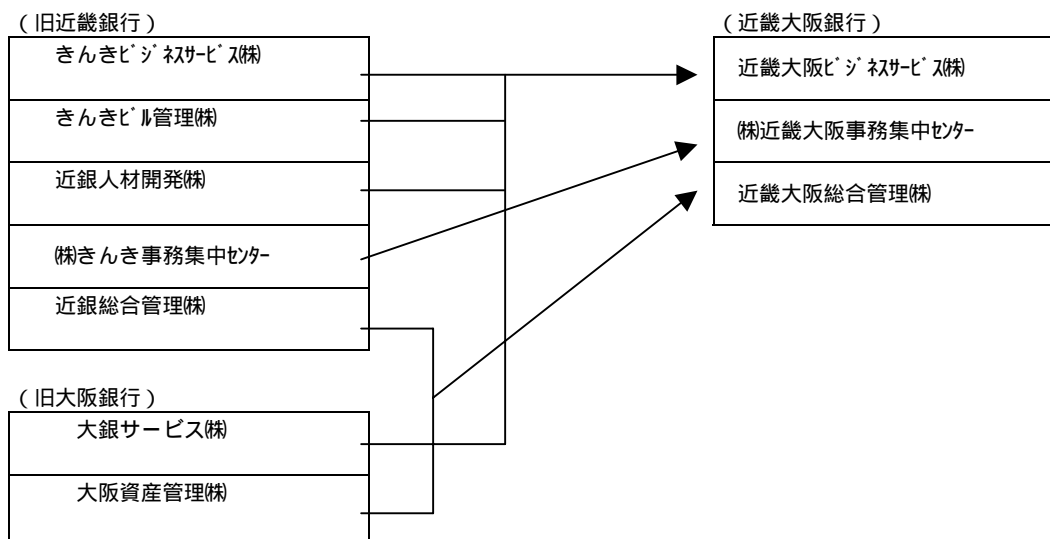 （旧近畿銀行）
きんきﾋﾞｼﾞﾈｽｻｰﾋﾞｽ㈱
きんきﾋﾞﾙ管理㈱
近銀人材開発㈱
㈱きんき事務集中ｾﾝﾀｰ
近銀総合管理㈱
（旧大阪銀行）
大銀サービス㈱
大阪資産管理㈱
（近畿大阪銀行）
近畿大阪ﾋﾞｼﾞﾈｽｻｰﾋﾞｽ㈱
㈱近畿大阪事務集中ｾﾝﾀｰ
近畿大阪総合管理㈱